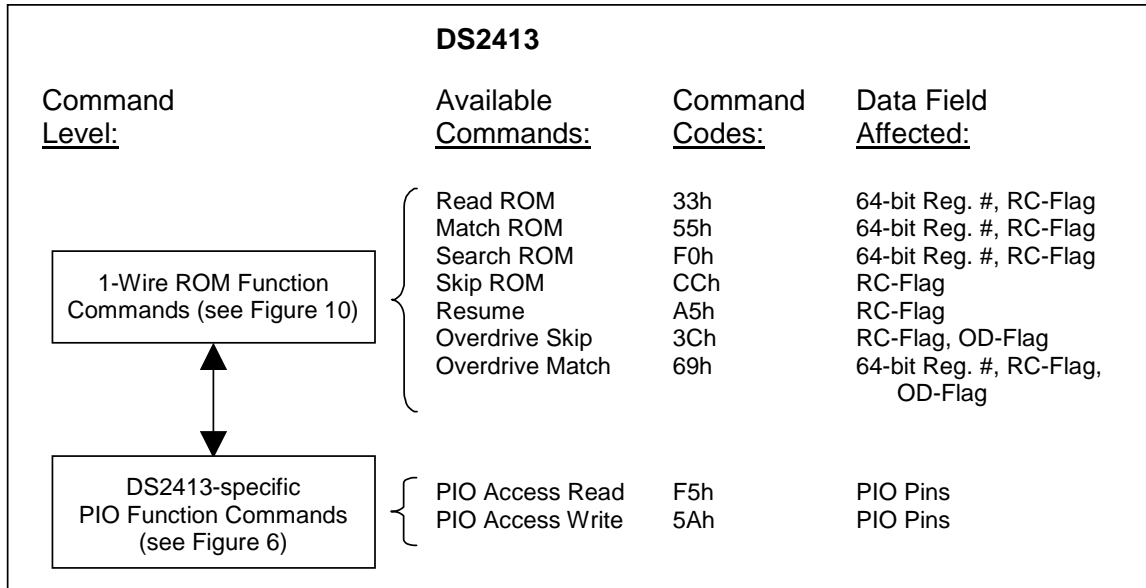 DS2413
Command Level:
Available Commands:
Command Codes:
Data Field Affected:
1-Wire ROM Function
Commands (see Figure 10)
Read ROM 33h 64-bit Reg. #, RC-Flag
Match ROM 55h 64-bit Reg. #, RC-Flag
Search ROM F0h 64-bit Reg. #, RC-Flag
Skip ROM CCh RC-Flag
Resume A5h RC-Flag
Overdrive Skip 3Ch RC-Flag, OD-Flag
Overdrive Match 69h 64-bit Reg. #, RC-Flag,
OD-Flag
DS2413-specific
PIO Function Commands
(see Figure 6)
PIO Access Read F5h PIO Pins
PIO Access Write 5Ah PIO Pins